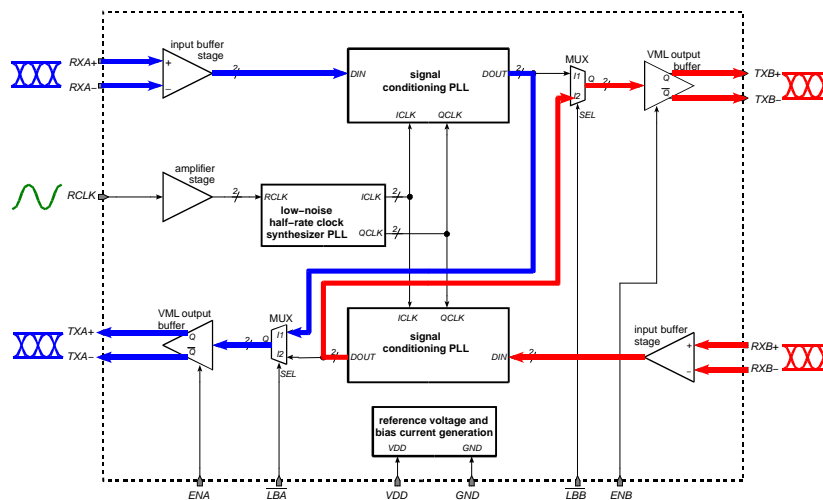 RXA+
RXA−
input buffer
stage
+
−
2
DIN
signal
conditioning PLL
DOUT
ICLK
QCLK
2
MUX
I1
I2
Q
SEL
2
VML output
buffer
Q
Q
TXB+
TXB−
RCLK
amplifier
stage
2
RCLK
ICLK
low−noise
half−rate clock
synthesizer PLL
QCLK
2
2
TXA+
TXA−
VML output
buffer
Q
Q
MUX
Q
I1
I2
SEL
2
2
ICLK
QCLK
signal
conditioning PLL
DOUT
DIN
2
input buffer
stage
+
−
RXB+
RXB−
reference voltage and
bias current generation
VDD
GND
ENA
LBA
VDD
GND
LBB
ENB